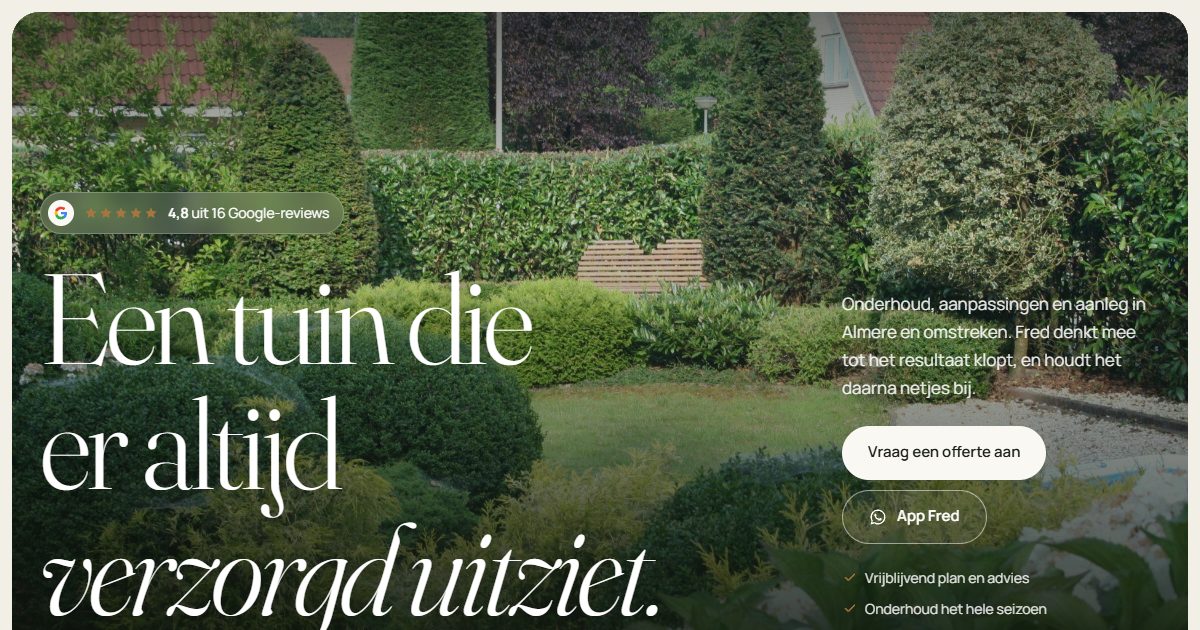 4,8 uit 16 Google-reviews
Een tuin die
er altijd
verzorgd uitziet.
Onderhoud, aanpassingen en aanleg in
Almere en omstreken. Fred denkt mee
tot het resultaat klopt, en houdt het
daarna netjes bij.
Vraag een offerte aan
App Fred
Vrijblijvend plan en advies
Onderhoud het hele seizoen